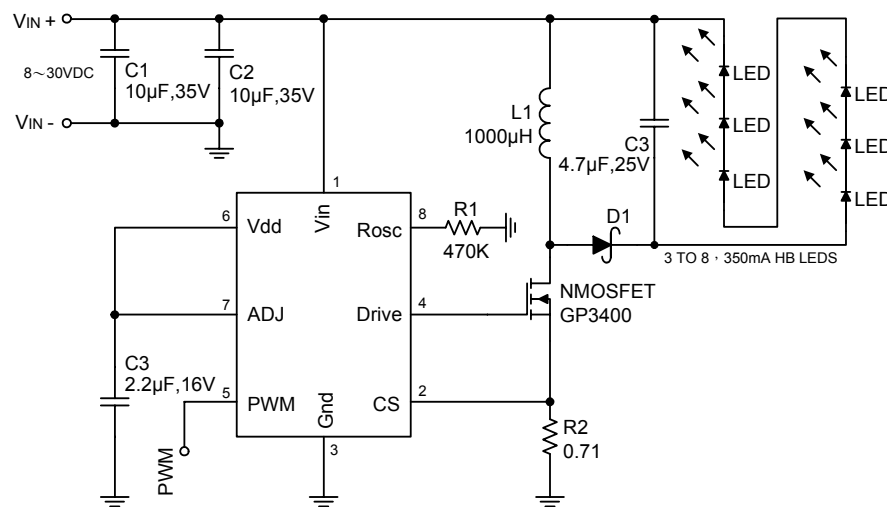 VIN +
8～30VDC
C1
10µF,35V
C2
10µF,35V
VIN -
L1
1000µH
C3
4.7µF,25V
LED
LED
LED
LED
LED
LED
1
6
Vdd
Vin
Rosc
8
R1
470K
D1
3 TO 8，350mA HB LEDS
7
ADJ
Drive
4
NMOSFET
GP3400
C3
2.2µF,16V
5
PWM
Gnd
CS
2
R2
0.71
3
PWM